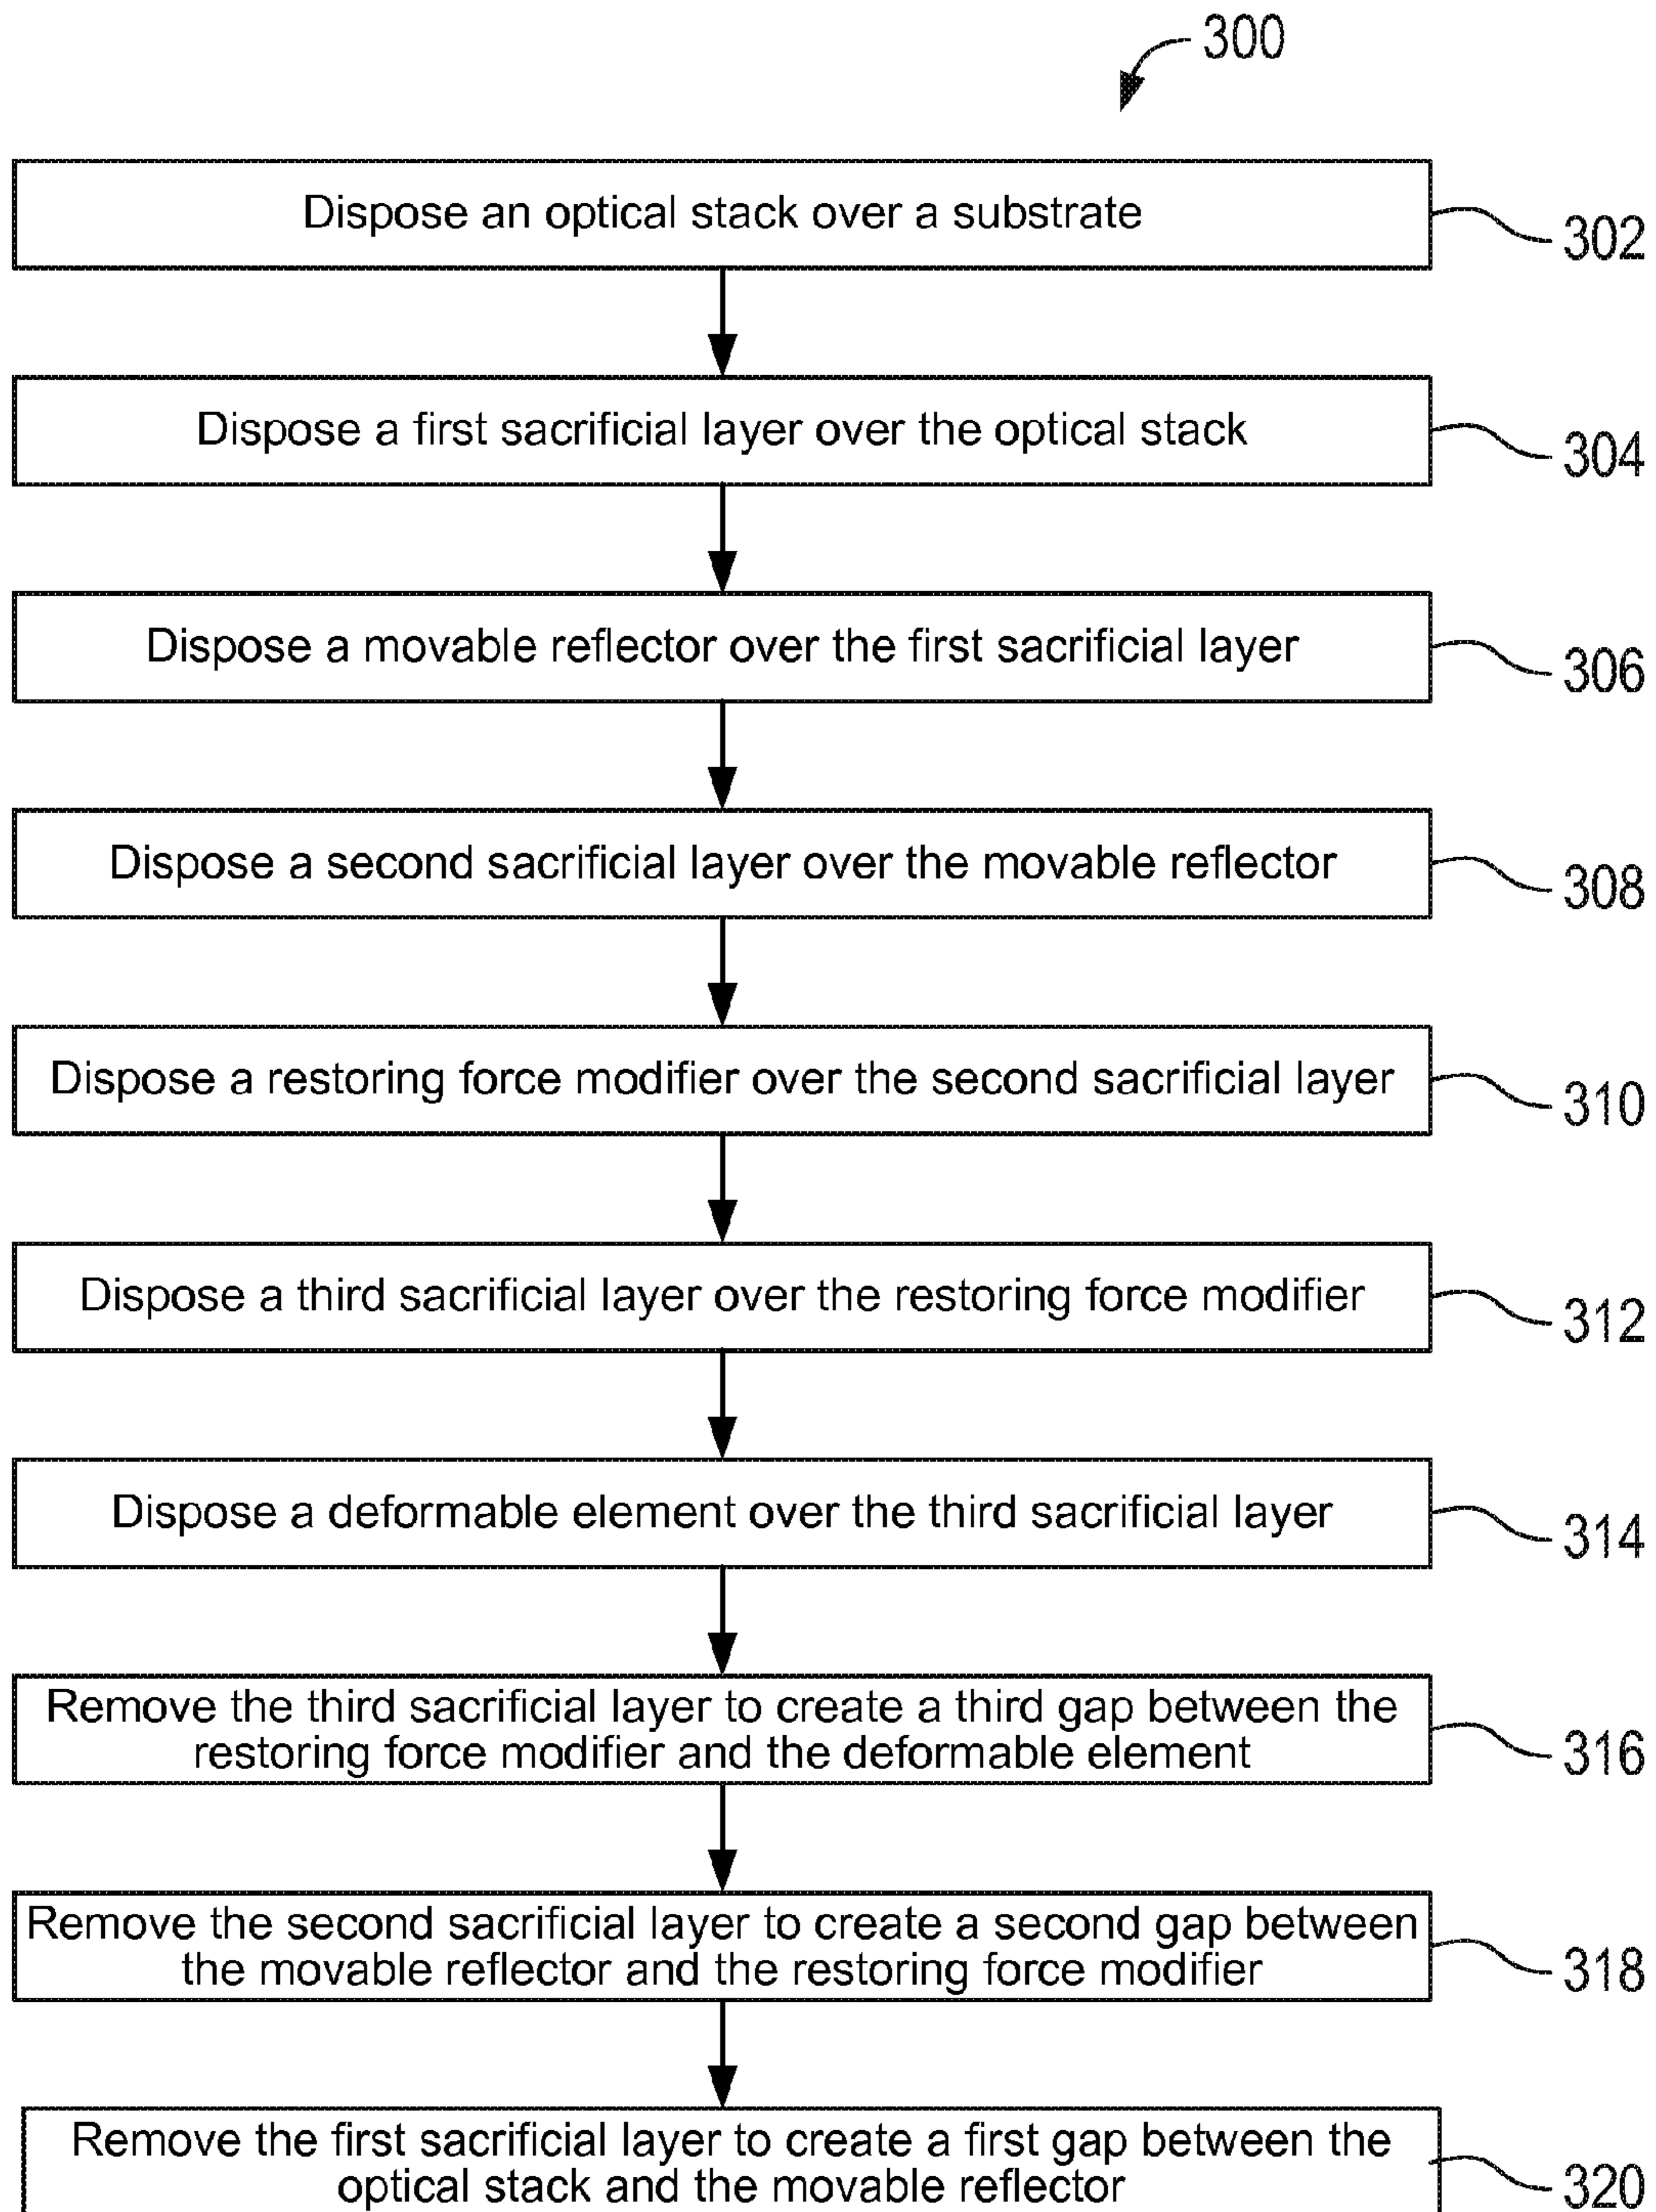 300
Dispose an optical stack over a substrate
302
Dispose a first sacrificial layer over the optical stack
304
Dispose a movable reflector over the first sacrificial layer
306
Dispose a second sacrificial layer over the movable reflector
308
Dispose a restoring force modifier over the second sacrificial layer
310
Dispose a third sacrificial layer over the restoring force modifier
312
Dispose a deformable element over the third sacrificial layer
314
Remove the third sacrificial layer to create a third gap between the
restoring force modifier and the deformable element
316
Remove the second sacrificial layer to create a second gap between
the movable reflector and the restoring force modifier
318
Remove the first sacrificial layer to create a first gap between the
optical stack and the movable reflector
320